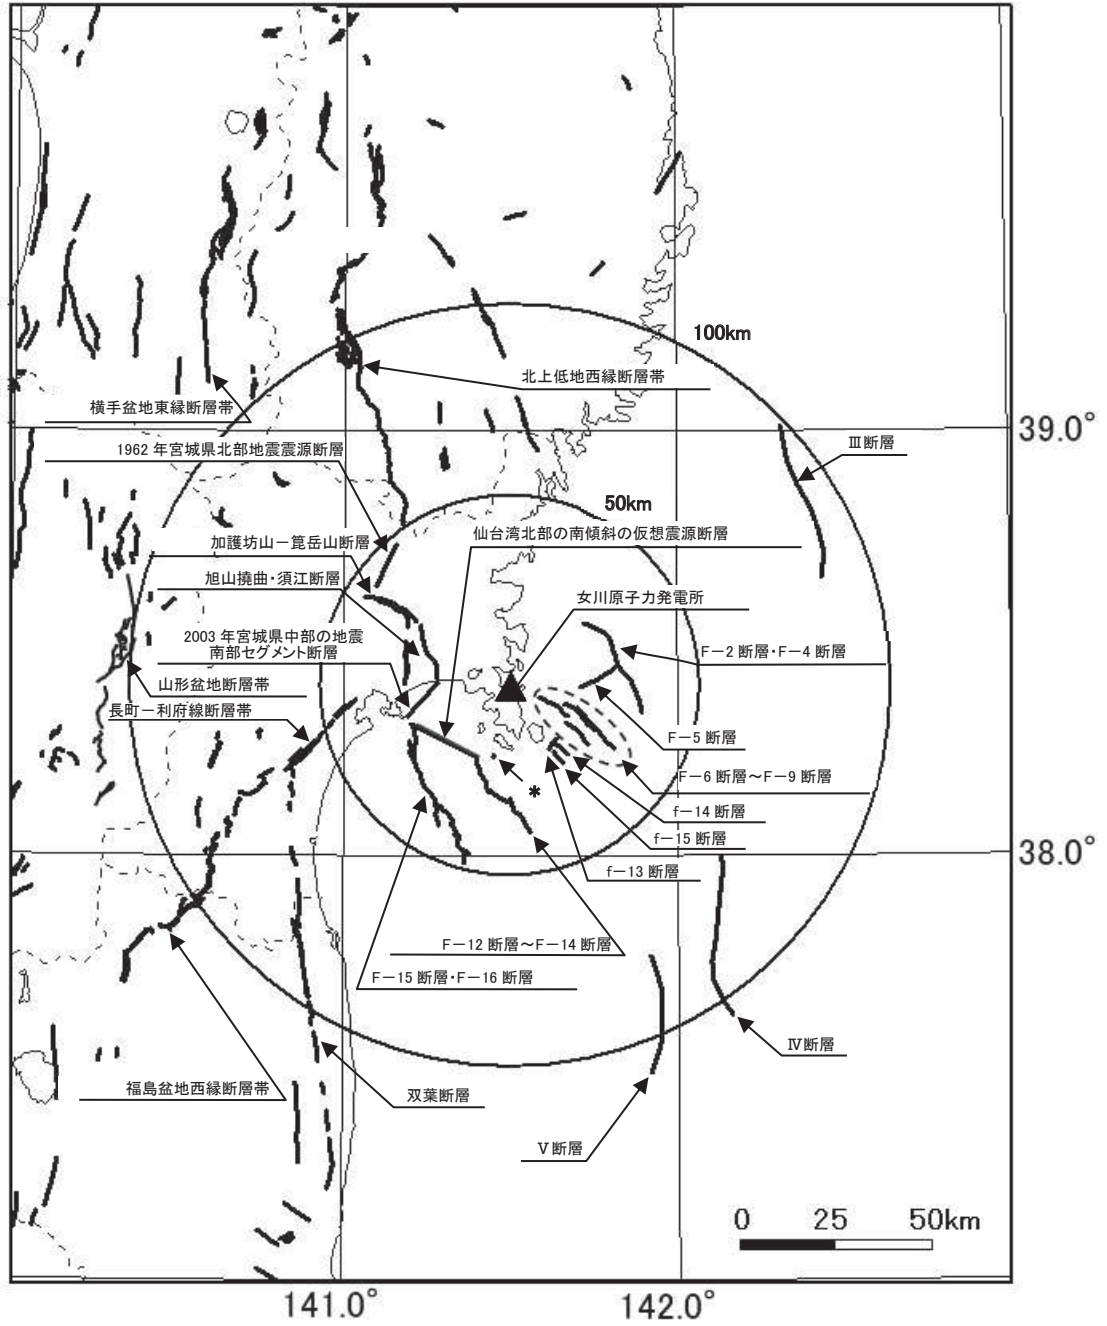 100km
北上低地西縁断層帯
横手盆地東縁断層帯
39.0°
Ⅲ断層
1962 年宮城県北部地震震源断層
50km
仙台湾北部の南傾斜の仮想震源断層
加護坊山-箟岳山断層
旭山撓曲・須江断層
女川原子力発電所
2003 年宮城県中部の地震
南部セグメント断層
F-2 断層・F-4 断層
山形盆地断層帯
長町-利府線断層帯
F-5 断層
F-6 断層~F-9 断層
*
f-14 断層
f-15 断層
38.0°
f-13 断層
F-12 断層~F-14 断層
F-15 断層・F-16 断層
Ⅳ断層
福島盆地西縁断層帯
双葉断層
Ⅴ断層
0 25 50km
141.0° 142.0°